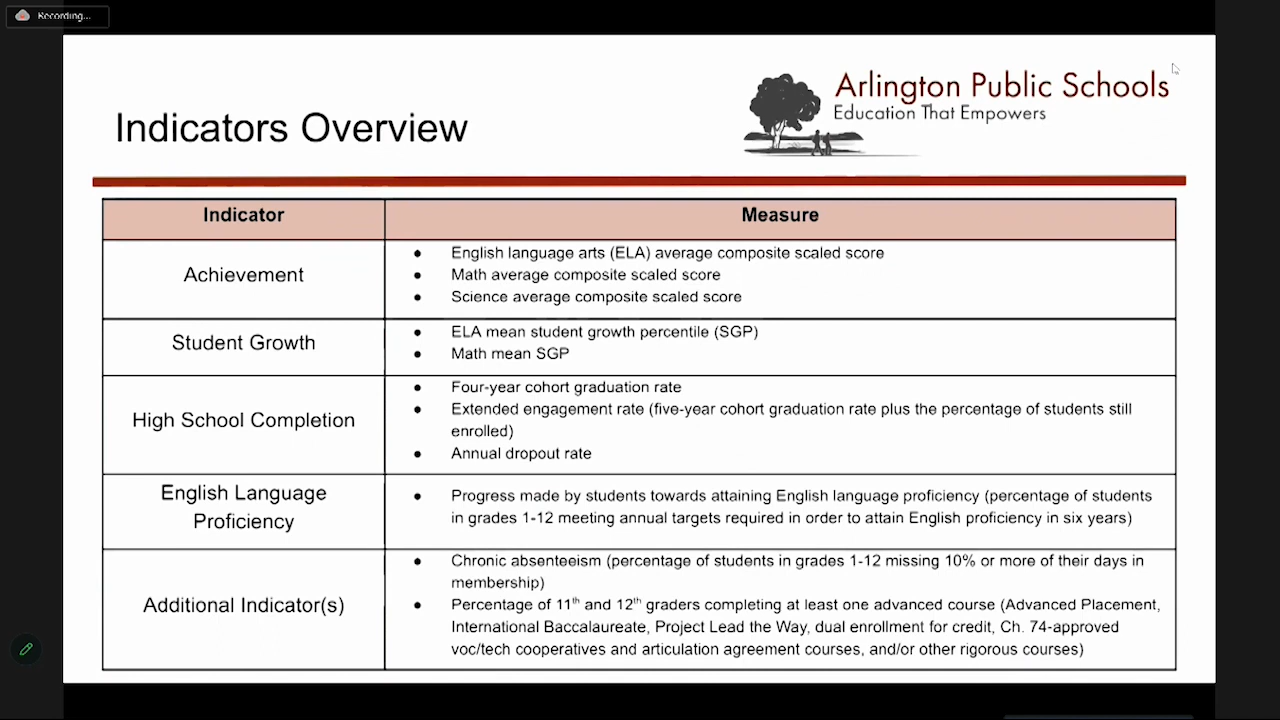 Recording...
Arlington Public Schools
Education That Empowers
Indicators Overview
Indicator
Measure
Achievement
● English language arts (ELA) average composite scaled score
● Math average composite scaled score
● Science average composite scaled score
Student Growth
● ELA mean student growth percentile (SGP)
● Math mean SGP
High School Completion
● Four-year cohort graduation rate
● Extended engagement rate (five-year cohort graduation rate plus the percentage of students still
enrolled)
● Annual dropout rate
English Language
Proficiency
● Progress made by students towards attaining English language proficiency (percentage of students
in grades 1-12 meeting annual targets required in order to attain English proficiency in six years)
Additional Indicator(s)
● Chronic absenteeism (percentage of students in grades 1-12 missing 10% or more of their days in
membership)
● Percentage of 11th and 12th graders completing at least one advanced course (Advanced Placement,
International Baccalaureate, Project Lead the Way, dual enrollment for credit, Ch. 74-approved
voc/tech cooperatives and articulation agreement courses, and/or other rigorous courses)